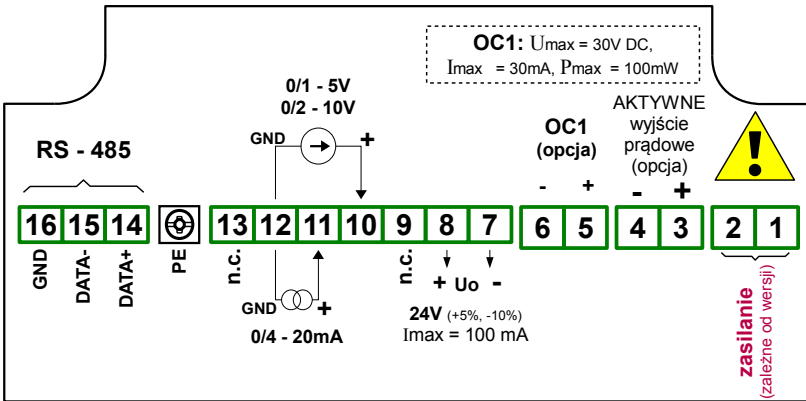 OC1: Umax = 30V DC,
Imax = 30mA, Pmax = 100mW
0/1 - 5V
0/2 - 10V
GND
+
RS - 485
OC1
(opcja)
- +
AKTYWNE
wyjście
prądowe
(opcja)
- +
16 15 14 13 12 11 10 9 8 7 6 5 4 3 2 1
GND
DATA-
DATA+
PE
n.c.
GND
+
0/4 - 20mA
n.c.
+ Uo -
24V (+5%, -10%)
Imax = 100 mA
zasilanie
(zależne od wersji)